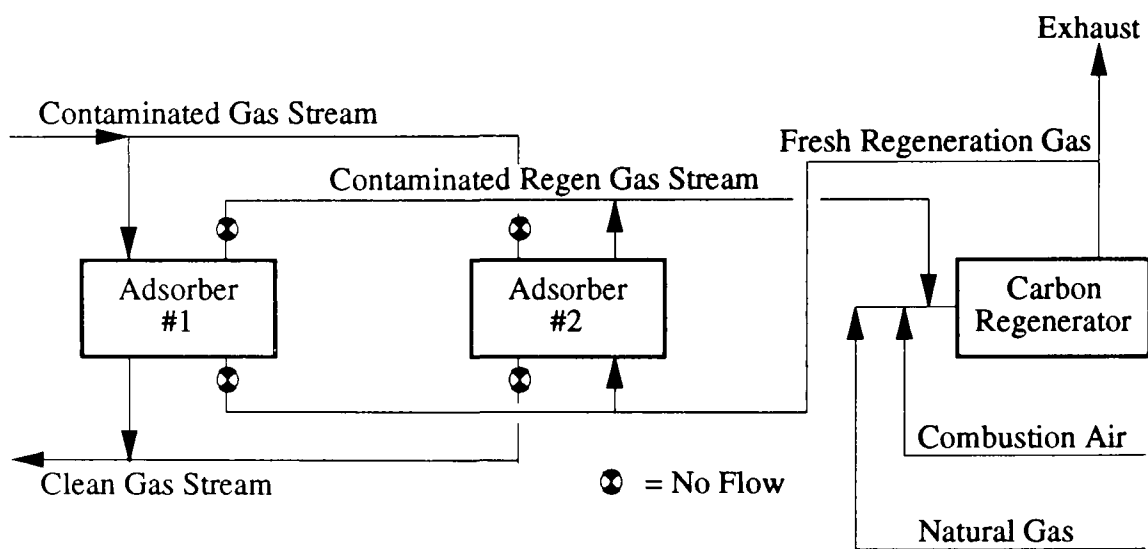 Exhaust
Contaminated Gas Stream
Fresh Regeneration Gas
Contaminated Regen Gas Stream
Adsorber
#1
Adsorber
#2
Carbon
Regenerator
Combustion Air
Clean Gas Stream
= No Flow
Natural Gas